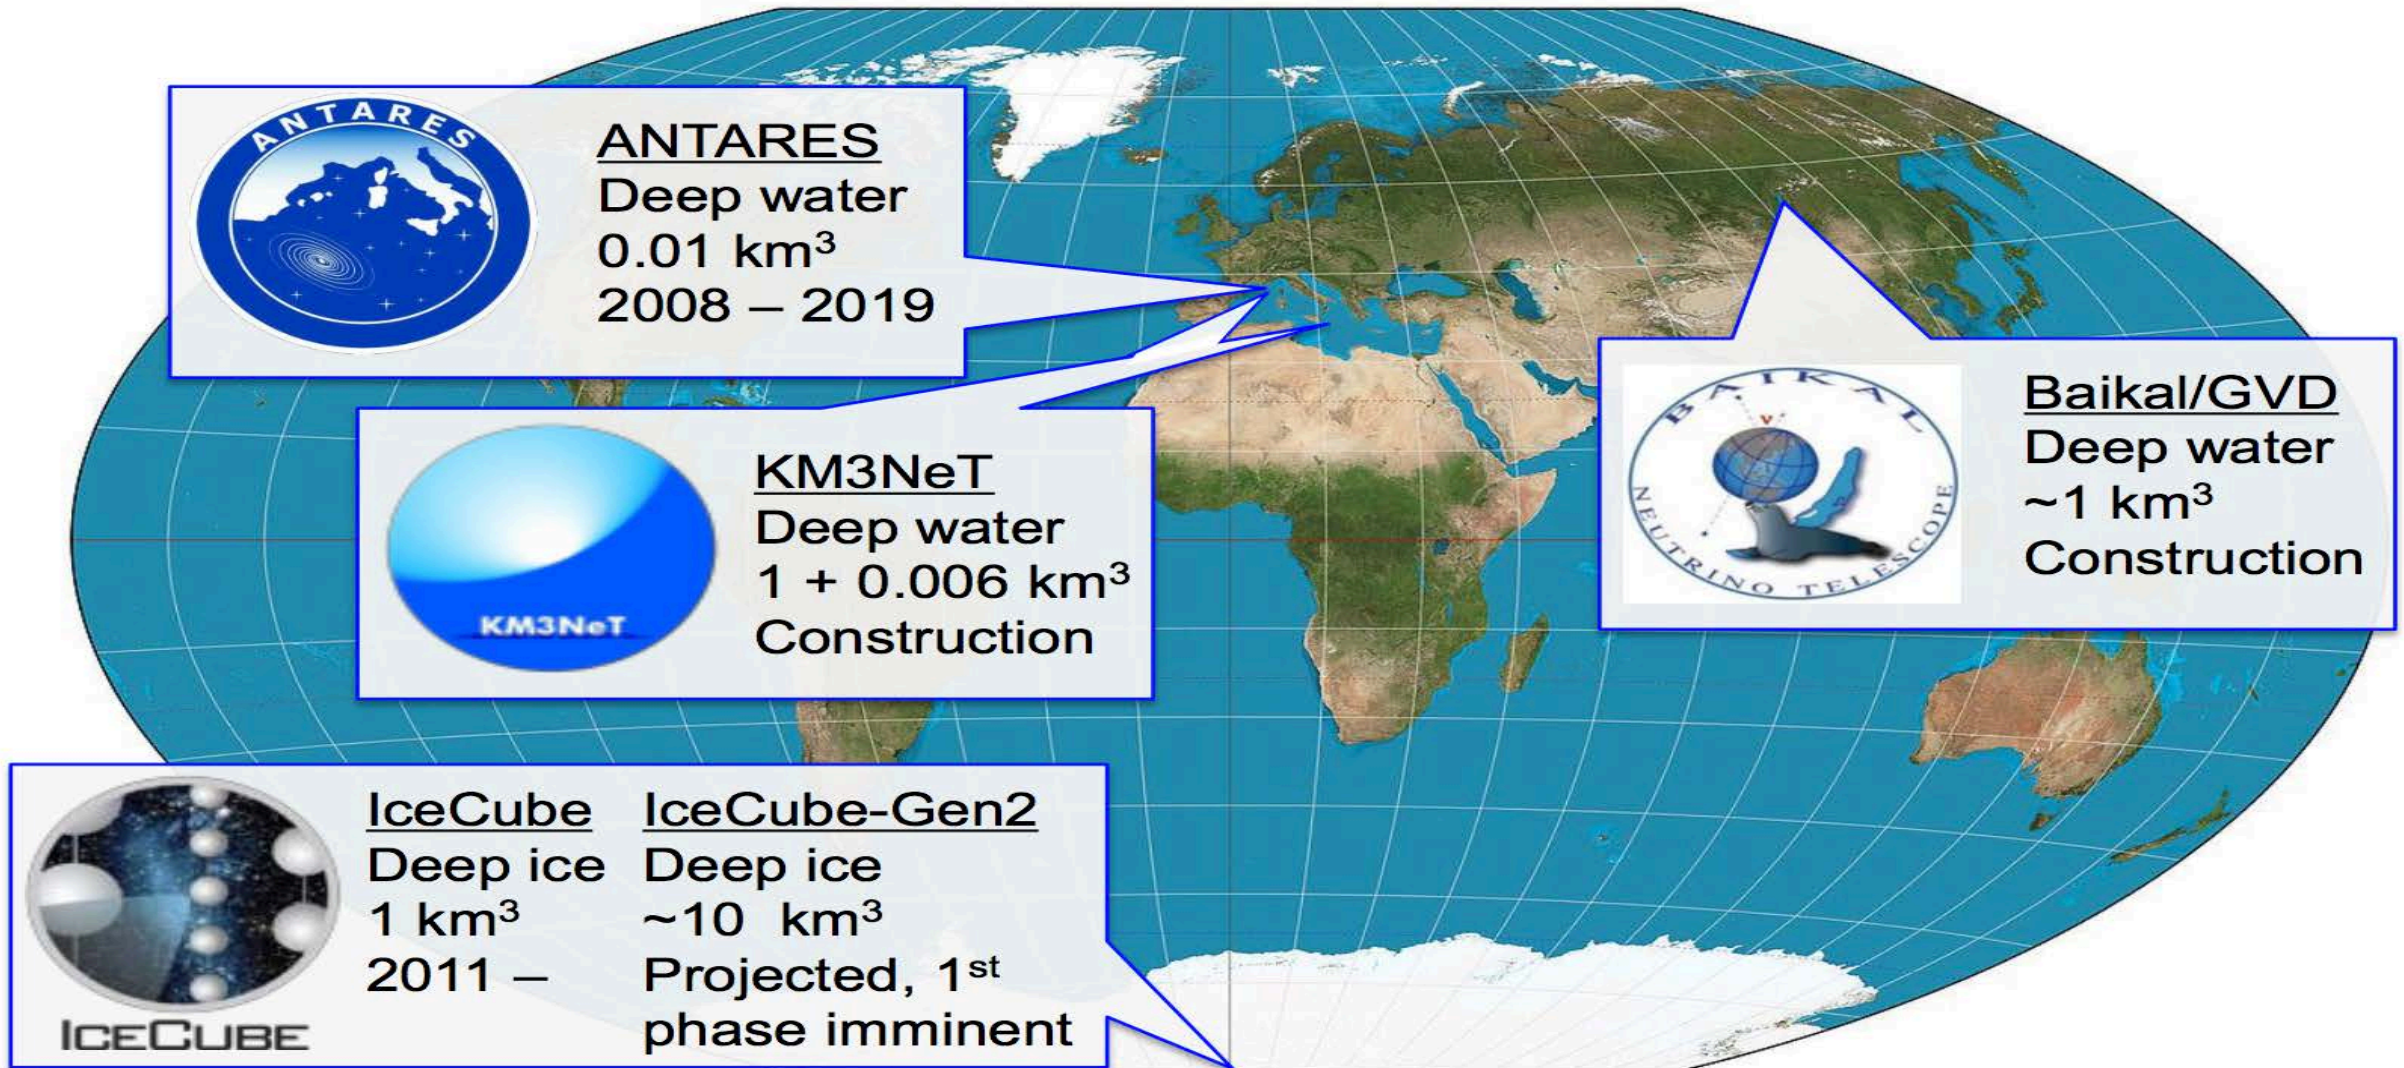 ANTARES
ANTARES
Deep water
0.01 km³
2008 – 2019
KM3NeT
KM3NeT
Deep water
1 + 0.006 km³
Construction
BAIKAL
ν
NEUTRINO TELESCOPE
Baikal/GVD
Deep water
~1 km³
Construction
ICECUBE
IceCube
Deep ice
1 km³
2011 –
IceCube-Gen2
Deep ice
~10 km³
Projected, 1st
phase imminent